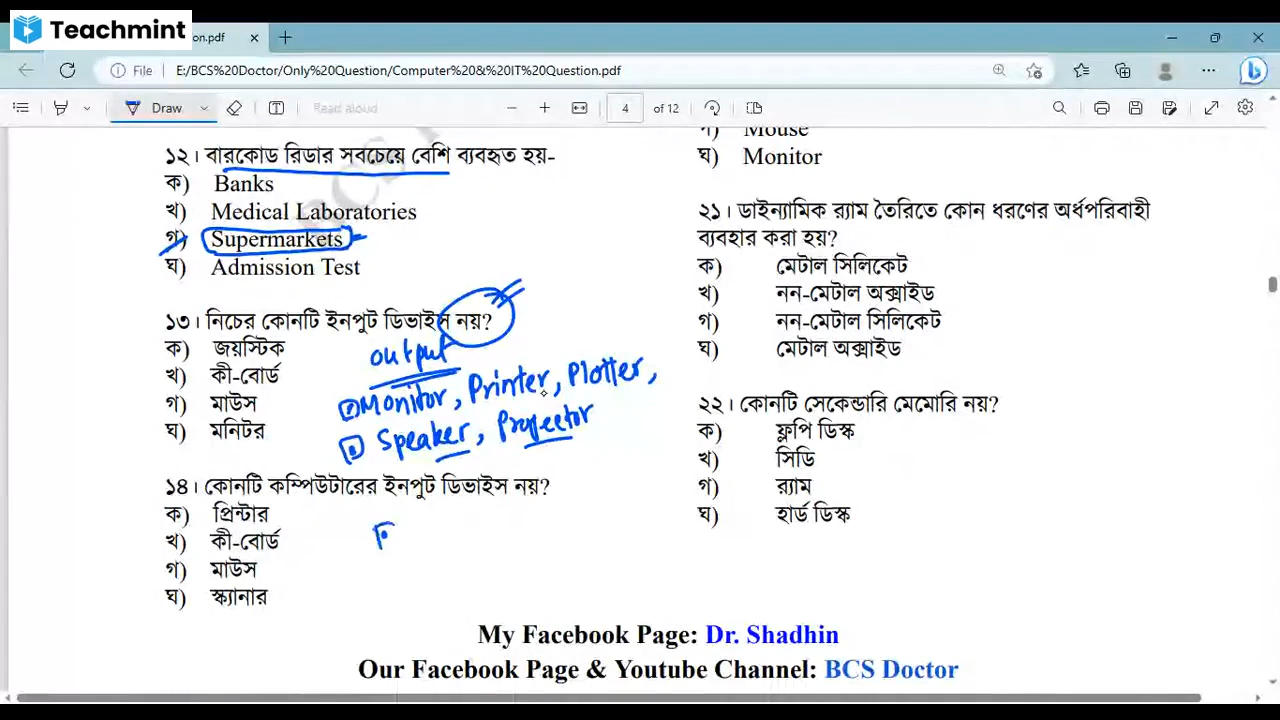 Teachmint
on.pdf
File E:/BCS%20Doctor/Only%20Question/Computer%20&%20IT%20Question.pdf
Draw Read aloud 4 of 12
১২। বারকোড রিডার সবচেয়ে বেশি ব্যবহৃত হয়-
ক) Banks
খ) Medical Laboratories
গ) Supermarkets
ঘ) Admission Test
১৩। নিচের কোনটি ইনপুট ডিভাইস নয়?
ক) জয়স্টিক
output
খ) কী-বোর্ড
Monitor, Printer, Plotter,
গ) মাউস
Speaker, Projector
ঘ) মনিটর
১৪। কোনটি কম্পিউটারের ইনপুট ডিভাইস নয়?
ক) প্রিন্টার
খ) কী-বোর্ড
গ) মাউস
ঘ) স্ক্যানার
গ) Mouse
ঘ) Monitor
২১। ডাইন্যামিক র‍্যাম তৈরিতে কোন ধরণের অর্ধপরিবাহী
ব্যবহার করা হয়?
ক) মেটাল সিলিকেট
খ) নন-মেটাল অক্সাইড
গ) নন-মেটাল সিলিকেট
ঘ) মেটাল অক্সাইড
২২। কোনটি সেকেন্ডারি মেমোরি নয়?
ক) ফ্লপি ডিস্ক
খ) সিডি
গ) র‍্যাম
ঘ) হার্ড ডিস্ক
My Facebook Page: Dr. Shadhin
Our Facebook Page & Youtube Channel: BCS Doctor